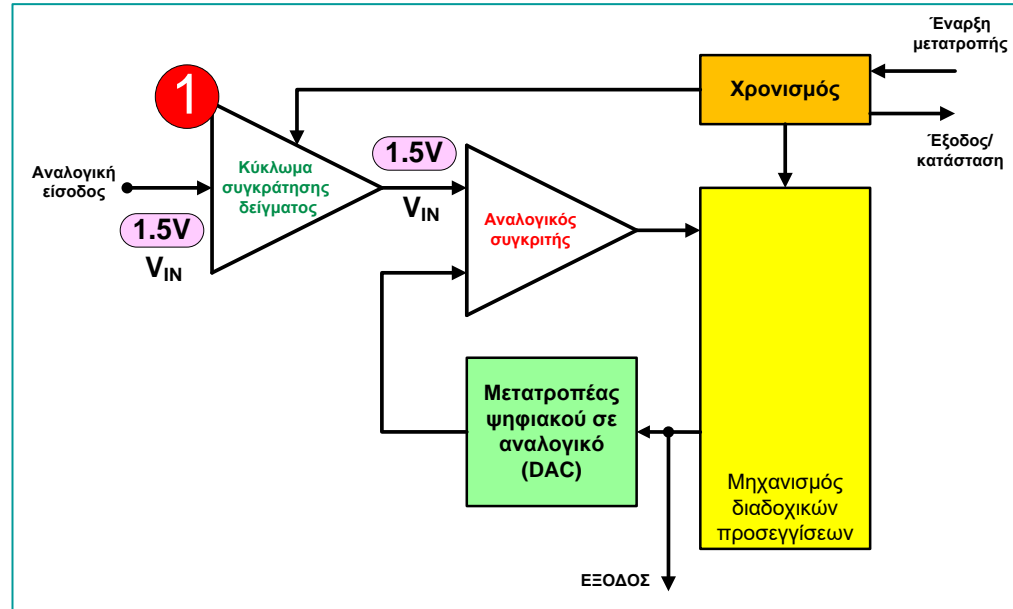 Έναρξη
μετατροπής
Χρονισμός
Έξοδος/
κατάσταση
1
Αναλογική
είσοδος
1.5V
VIN
Κύκλωμα
συγκράτησης
δείγματος
1.5V
VIN
Αναλογικός
συγκριτής
Μετατροπέας
ψηφιακού σε
αναλογικό
(DAC)
Μηχανισμός
διαδοχικών
προσεγγίσεων
ΕΞΟΔΟΣ